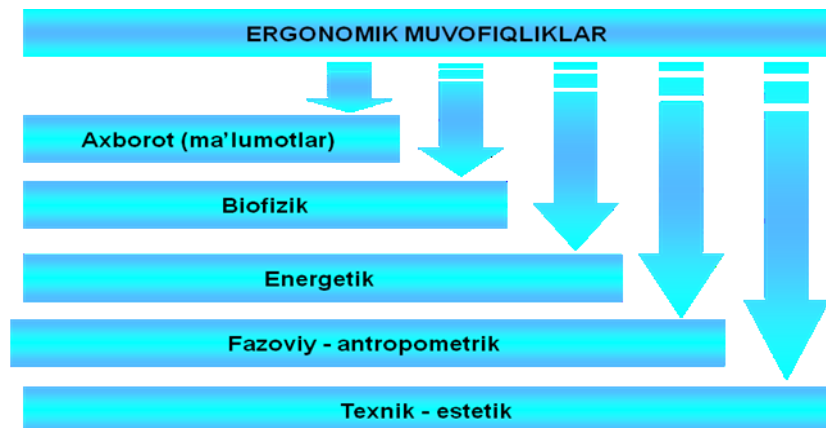 ERGONOMIK MUVOFIQLIKLAR
Axborot (ma'lumotlar)
Biofizik
Energetik
Fazoviy - antropometrik
Texnik - estetik